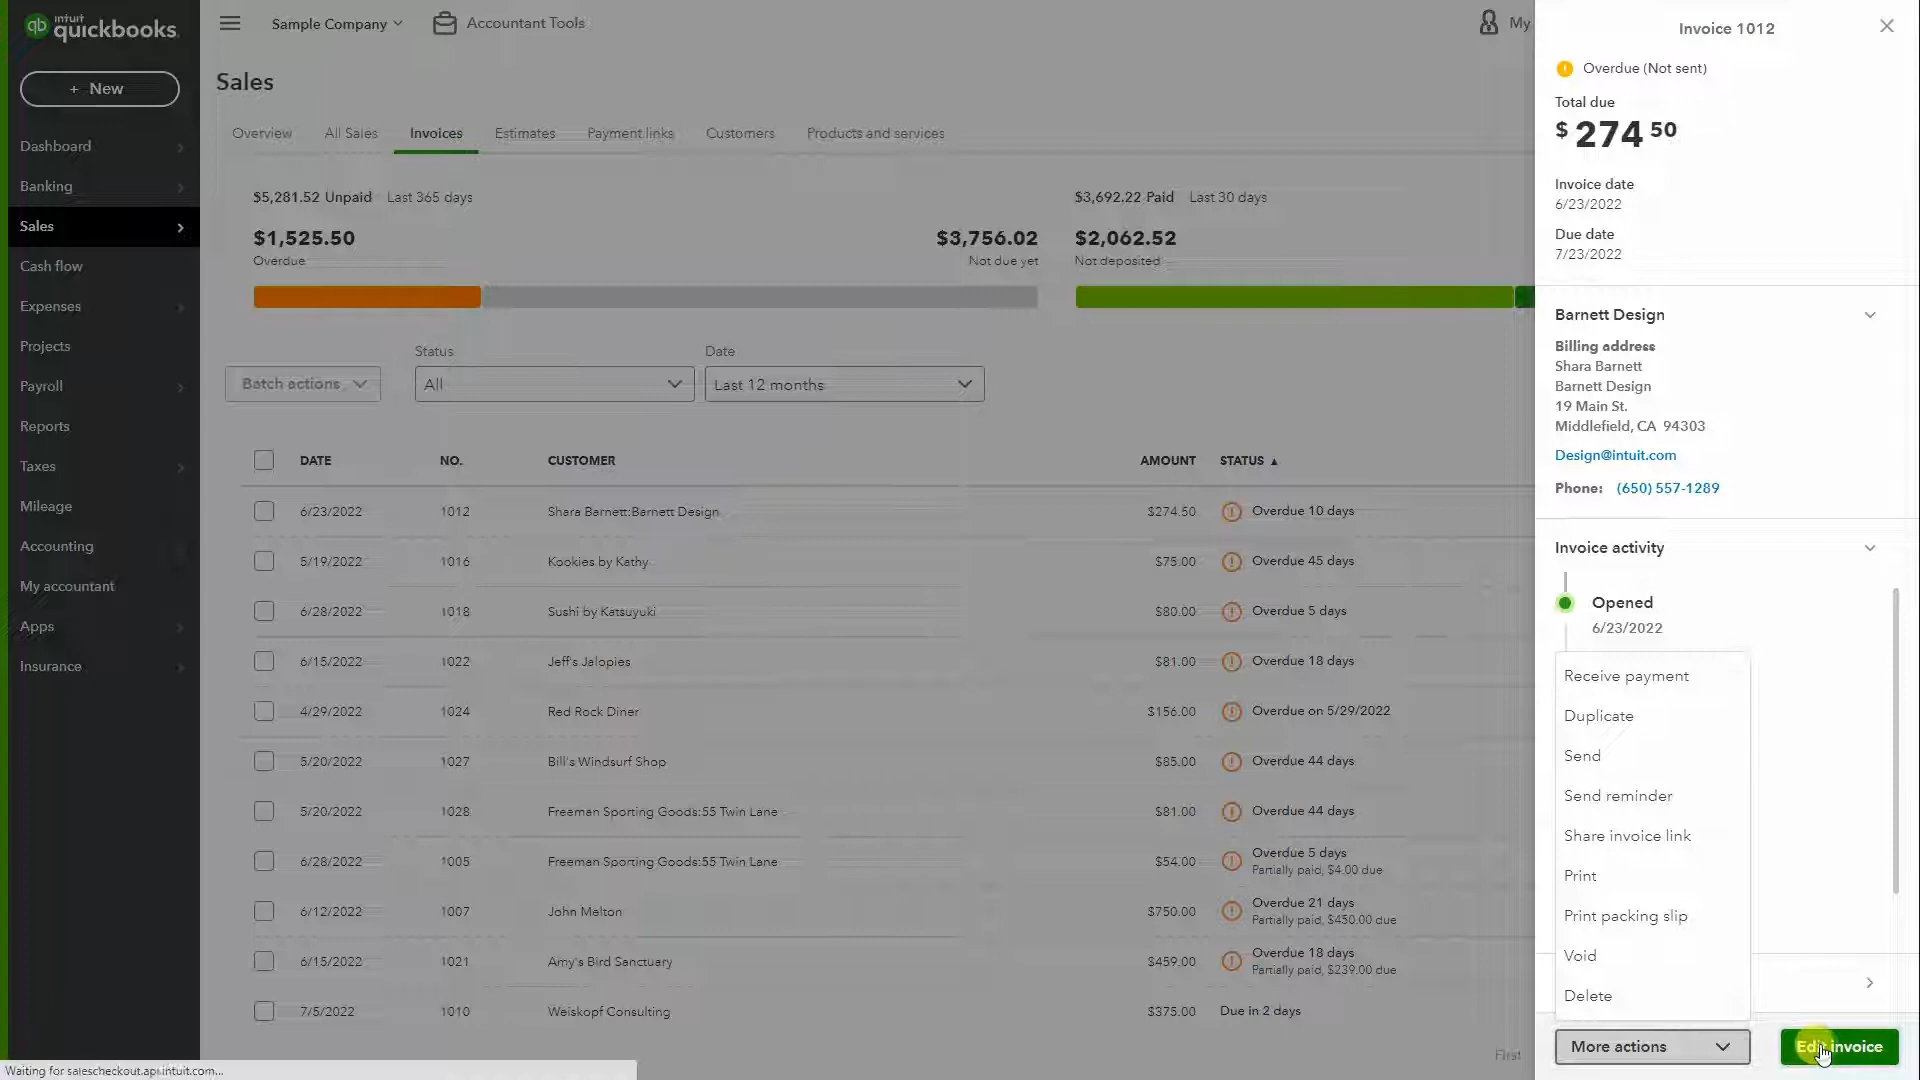 intuit
quickbooks.
+ New
Dashboard
Banking
Sales
Cash flow
Expenses
Projects
Payroll
Reports
Taxes
Mileage
Accounting
My accountant
Apps
Insurance
Sample Company
Accountant Tools
My
Sales
Overview
All Sales
Invoices
Estimates
Payment links
Customers
Products and services
$5,281.52 Unpaid Last 365 days
$1,525.50
Overdue
$3,756.02
Not due yet
$3,692.22 Paid Last 30 days
$2,062.52
Not deposited
Batch actions
Status
All
Date
Last 12 months
DATE NO. CUSTOMER AMOUNT STATUS ▲
6/23/2022 1012 Shara Barnett:Barnett Design $274.50 Overdue 10 days
5/19/2022 1016 Kookies by Kathy $75.00 Overdue 45 days
6/28/2022 1018 Sushi by Katsuyuki $80.00 Overdue 5 days
6/15/2022 1022 Jeff's Jalopies $81.00 Overdue 18 days
4/29/2022 1024 Red Rock Diner $156.00 Overdue on 5/29/2022
5/20/2022 1027 Bill's Windsurf Shop $85.00 Overdue 44 days
5/20/2022 1028 Freeman Sporting Goods:55 Twin Lane $81.00 Overdue 44 days
6/28/2022 1005 Freeman Sporting Goods:55 Twin Lane $54.00 Overdue 5 days
Partially paid, $4.00 due
6/12/2022 1007 John Melton $750.00 Overdue 21 days
Partially paid, $450.00 due
6/15/2022 1021 Amy's Bird Sanctuary $459.00 Overdue 18 days
Partially paid, $239.00 due
7/5/2022 1010 Weiskopf Consulting $375.00 Due in 2 days
First
Waiting for salescheckout.api.intuit.com...
Invoice 1012
Overdue (Not sent)
Total due
$274 50
Invoice date
6/23/2022
Due date
7/23/2022
Barnett Design
Billing address
Shara Barnett
Barnett Design
19 Main St.
Middlefield, CA 94303
Design@intuit.com
Phone: (650) 557-1289
Invoice activity
Opened
6/23/2022
Receive payment
Duplicate
Send
Send reminder
Share invoice link
Print
Print packing slip
Void
Delete
More actions
Edit invoice